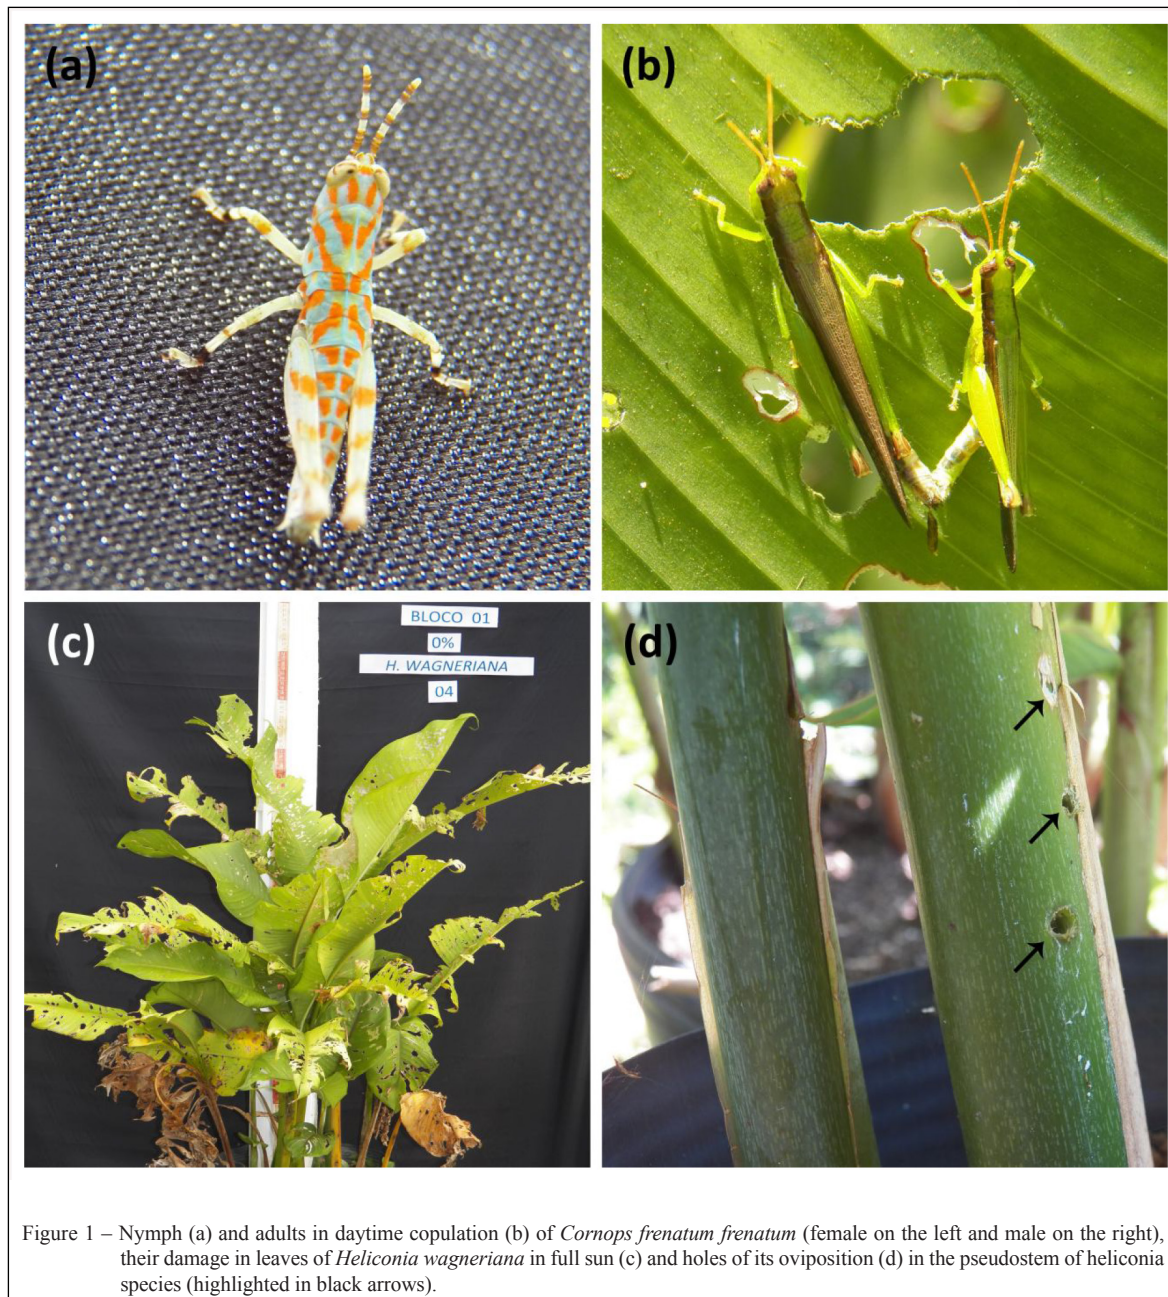 (a)
(b)
(c)
BLOCO 01
0%
H. WAGNERIANA
04
(d)
Figure 1 – Nymph (a) and adults in daytime copulation (b) of Cornops frenatum frenatum (female on the left and male on the right),
their damage in leaves of Heliconia wagneriana in full sun (c) and holes of its oviposition (d) in the pseudostem of heliconia
species (highlighted in black arrows).